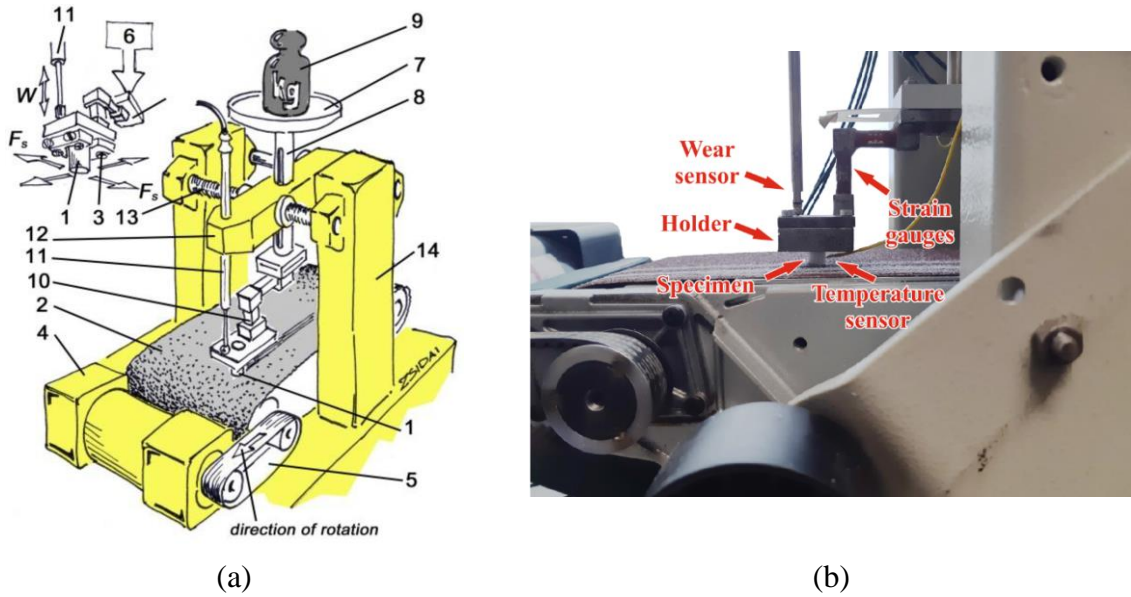 11
6
W
Fs
Fs
1
3
13
12
11
10
2
4
kg
9
7
8
14
ZSIDAI
1
5
direction of rotation
(a)
Wear
sensor
Holder
Specimen
Strain
gauges
Temperature
sensor
(b)